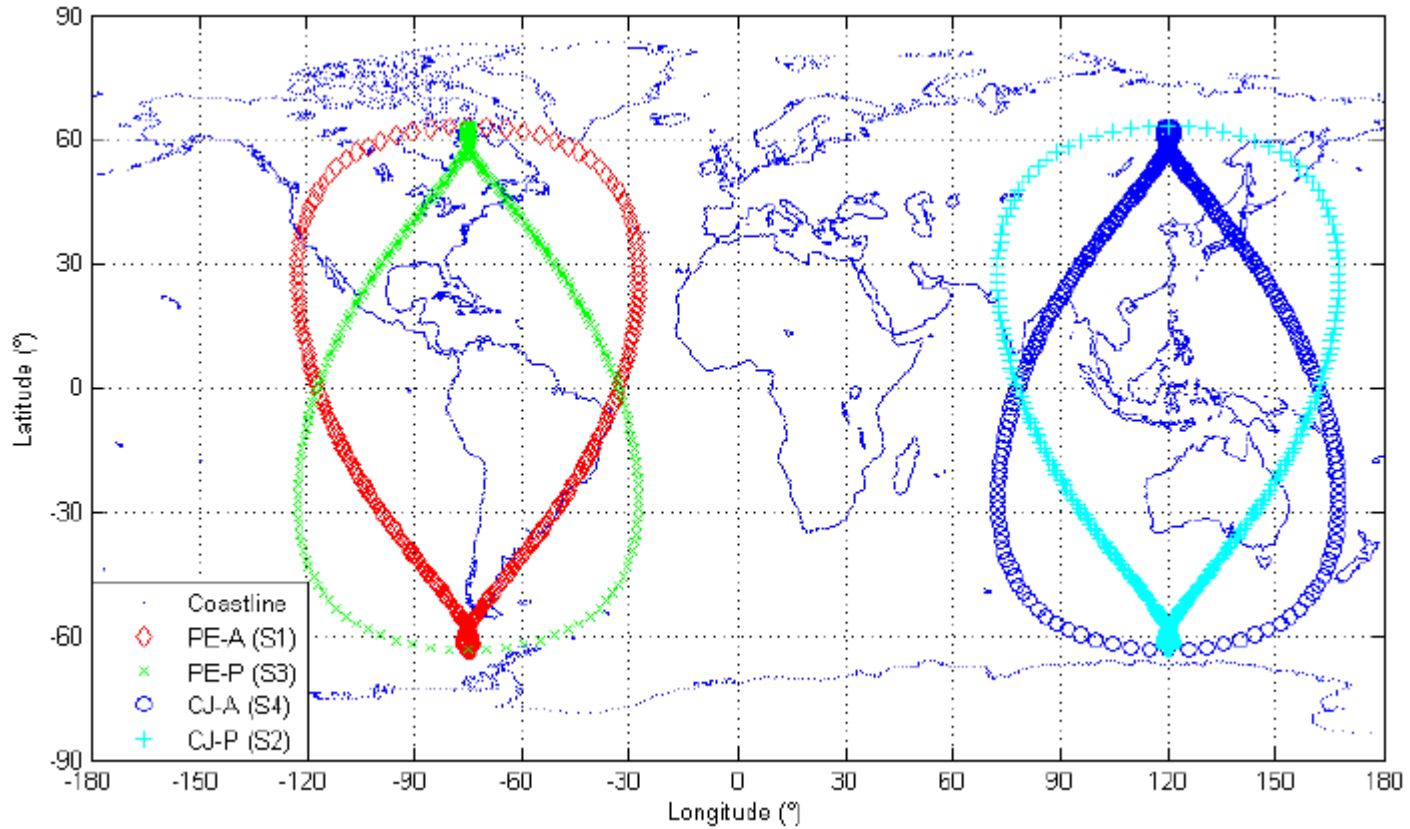 90
60
30
0
-30
-60
-90
Latitude (°)
Coastline
PE-A (S1)
PE-P (S3)
CJ-A (S4)
CJ-P (S2)
-180 -150 -120 -90 -60 -30 0 30 60 90 120 150 180
Longitude (°)